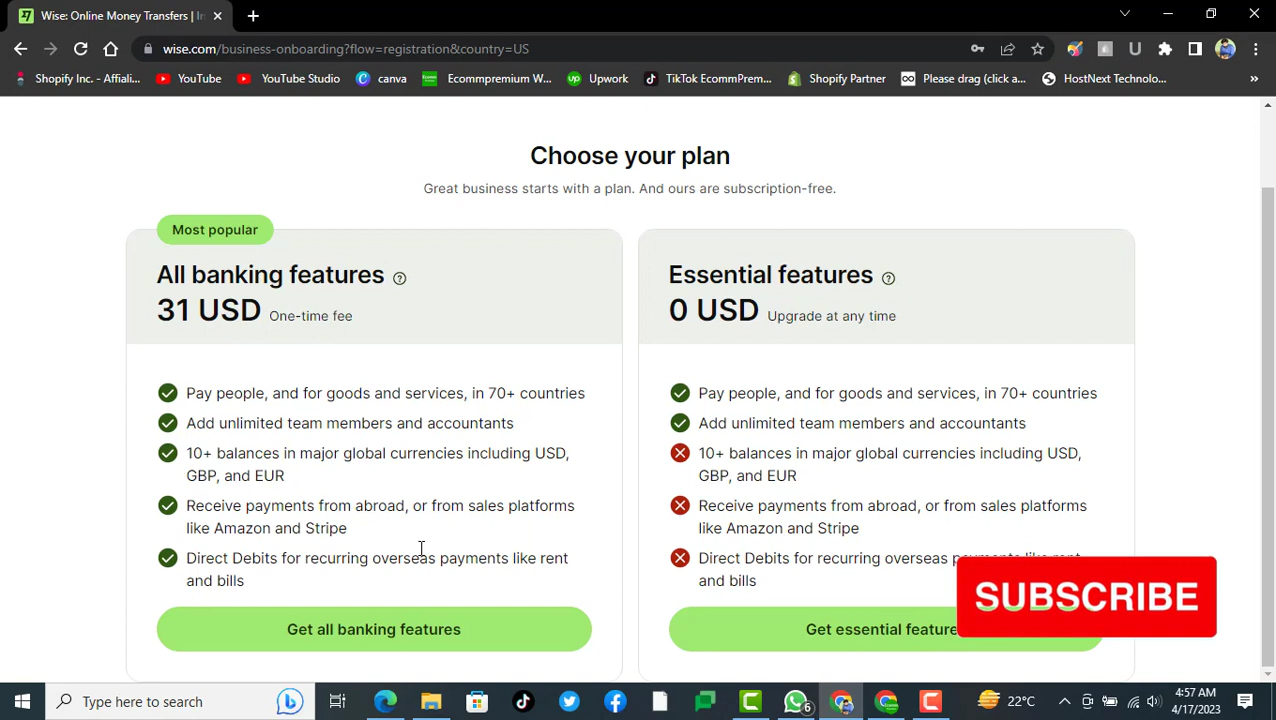 Wise: Online Money Transfers | In
wise.com/business-onboarding?flow=registration&country=US
Shopify Inc. - Affiali...
YouTube
YouTube Studio
canva
Ecommpremium W...
Upwork
TikTok EcommPrem...
Shopify Partner
Please drag (click a...
HostNext Technolo...
»
Choose your plan
Great business starts with a plan. And ours are subscription-free.
Most popular
All banking features ?
31 USD One-time fee
Pay people, and for goods and services, in 70+ countries
Add unlimited team members and accountants
10+ balances in major global currencies including USD,
GBP, and EUR
Receive payments from abroad, or from sales platforms
like Amazon and Stripe
Direct Debits for recurring overseas payments like rent
and bills
Get all banking features
Essential features ?
0 USD Upgrade at any time
Pay people, and for goods and services, in 70+ countries
Add unlimited team members and accountants
10+ balances in major global currencies including USD,
GBP, and EUR
Receive payments from abroad, or from sales platforms
like Amazon and Stripe
Direct Debits for recurring overseas payments like rent
and bills
Get essential feature
SUBSCRIBE
Type here to search
6
22°C
4:57 AM
4/17/2023